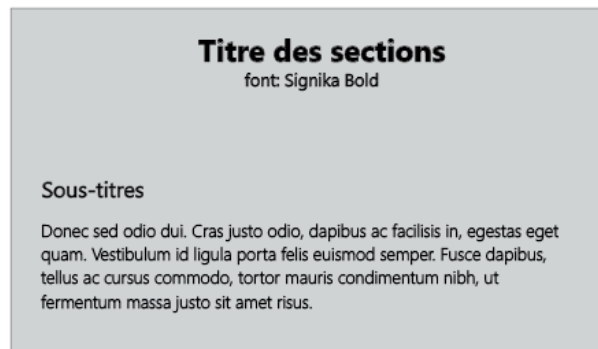 Titre des sections
font: Signika Bold
Sous-titres
Donec sed odio dui. Cras justo odio, dapibus ac facilisis in, egestas eget
quam. Vestibulum id ligula porta felis euismod semper. Fusce dapibus,
tellus ac cursus commodo, tortor mauris condimentum nibh, ut
fermentum massa justo sit amet risus.